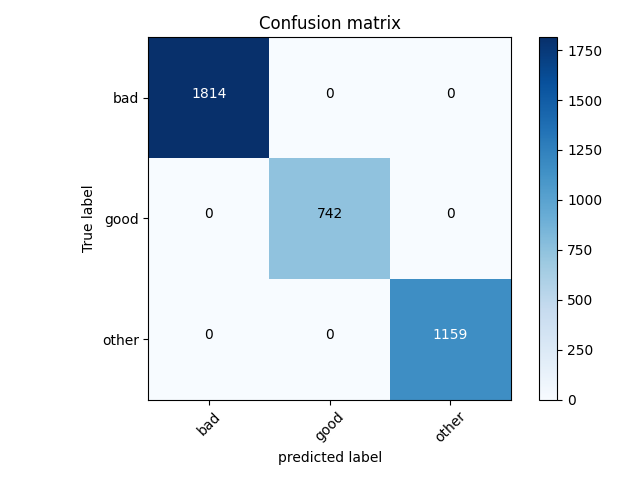 Confusion matrix
True label
bad 1814 0 0
good 0 742 0
other 0 0 1159
bad good other
predicted label
1750
1500
1250
1000
750
500
250
0